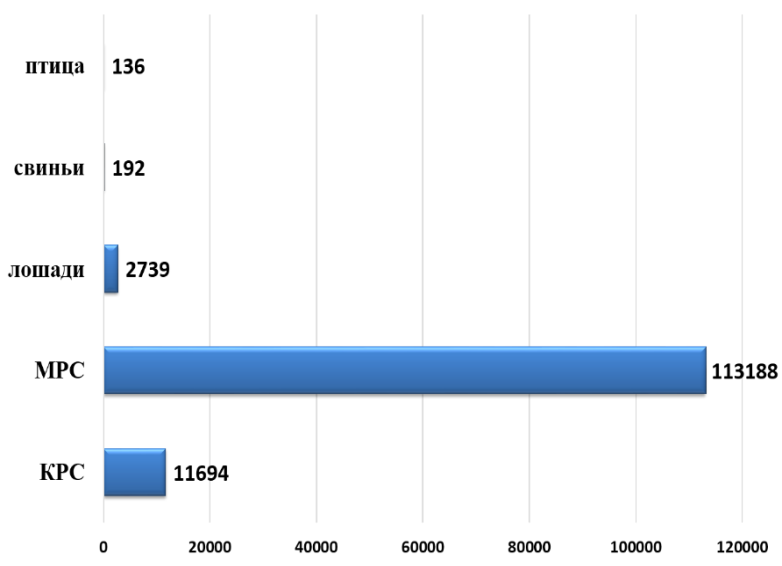 птица 136
свиньи 192
лошади 2739
МРС 113188
КРС 11694
0 20000 40000 60000 80000 100000 120000